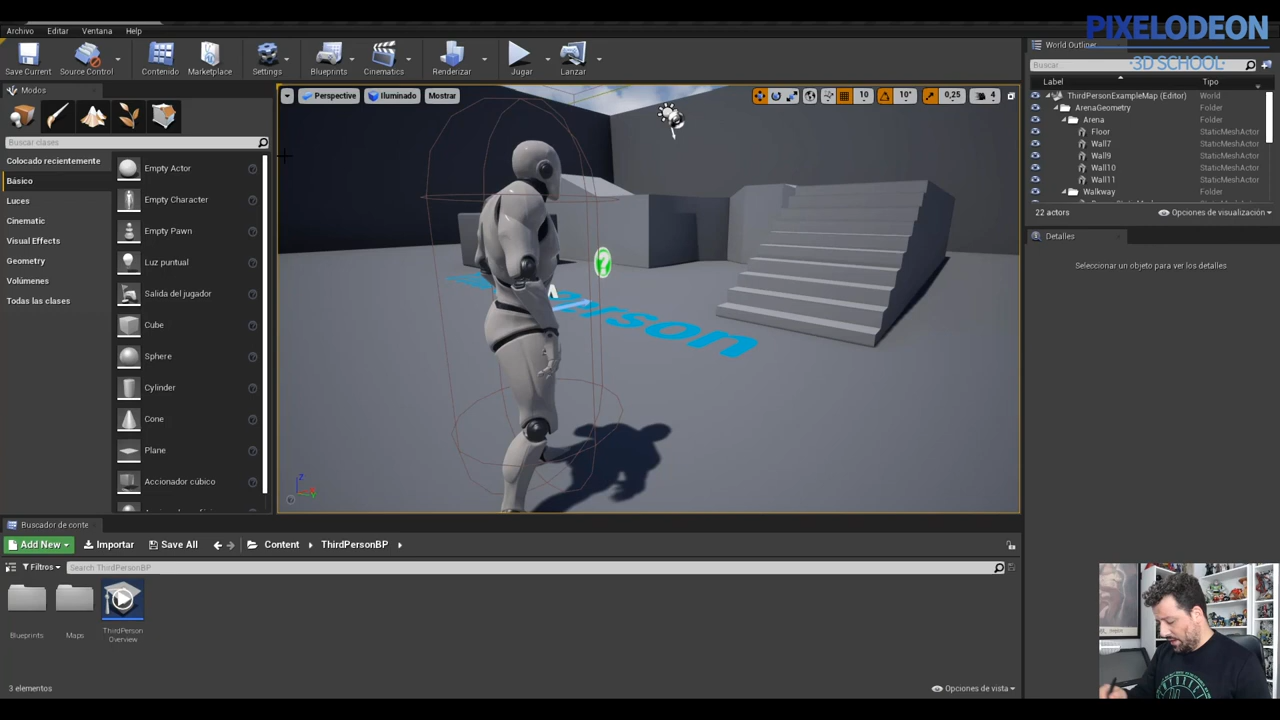 PIXELODEON
3D SCHOOL
Archivo Editar Ventana Help
Save Current Source Control Contenido Marketplace Settings Blueprints Cinematics Renderizar Jugar Lanzar
World Outliner
Buscar
Label Tipo
ThirdPersonExampleMap (Editor) World
ArenaGeometry Folder
Arena Folder
Floor StaticMeshActor
Wall7 StaticMeshActor
Wall9 StaticMeshActor
Wall10 StaticMeshActor
Wall11 StaticMeshActor
Walkway Folder
22 actors Opciones de visualización
Detalles
Seleccionar un objeto para ver los detalles
Modos
Buscar clases
Colocado recientemente
Básico
Luces
Cinematic
Visual Effects
Geometry
Volúmenes
Todas las clases
Empty Actor
Empty Character
Empty Pawn
Luz puntual
Salida del jugador
Cube
Sphere
Cylinder
Cone
Plane
Accionador cúbico
Perspective Iluminado Mostrar 10 10° 0,25 4
erson
Z
Buscador de conte
Add New Importar Save All Content ThirdPersonBP
Filtros Search ThirdPersonBP
Blueprints Maps ThirdPerson
Overview
3 elementos Opciones de vista